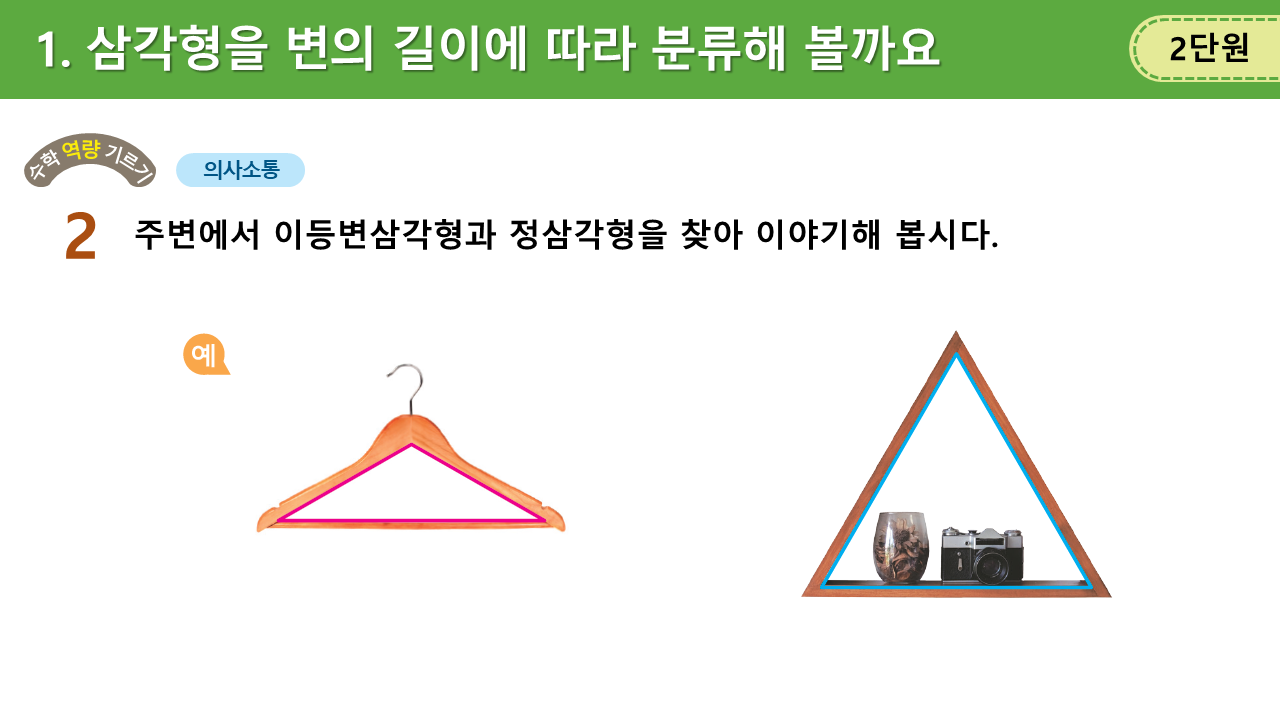 1. 삼각형을 변의 길이에 따라 분류해 볼까요
2단원
수학 역량 기르기
의사소통
2 주변에서 이등변삼각형과 정삼각형을 찾아 이야기해 봅시다.
예